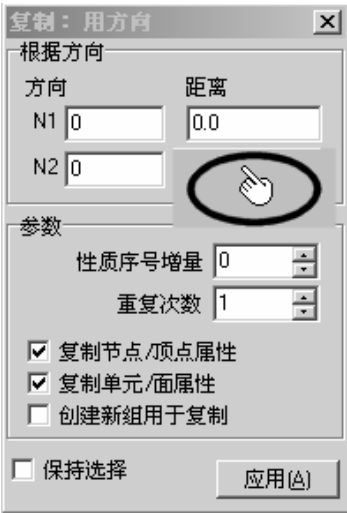 复制：用方向
根据方向
方向 距离
N1 0 0.0
N2 0
参数
性质序号增量 0
重复次数 1
复制节点/顶点属性
复制单元/面属性
创建新组用于复制
保持选择 应用(A)